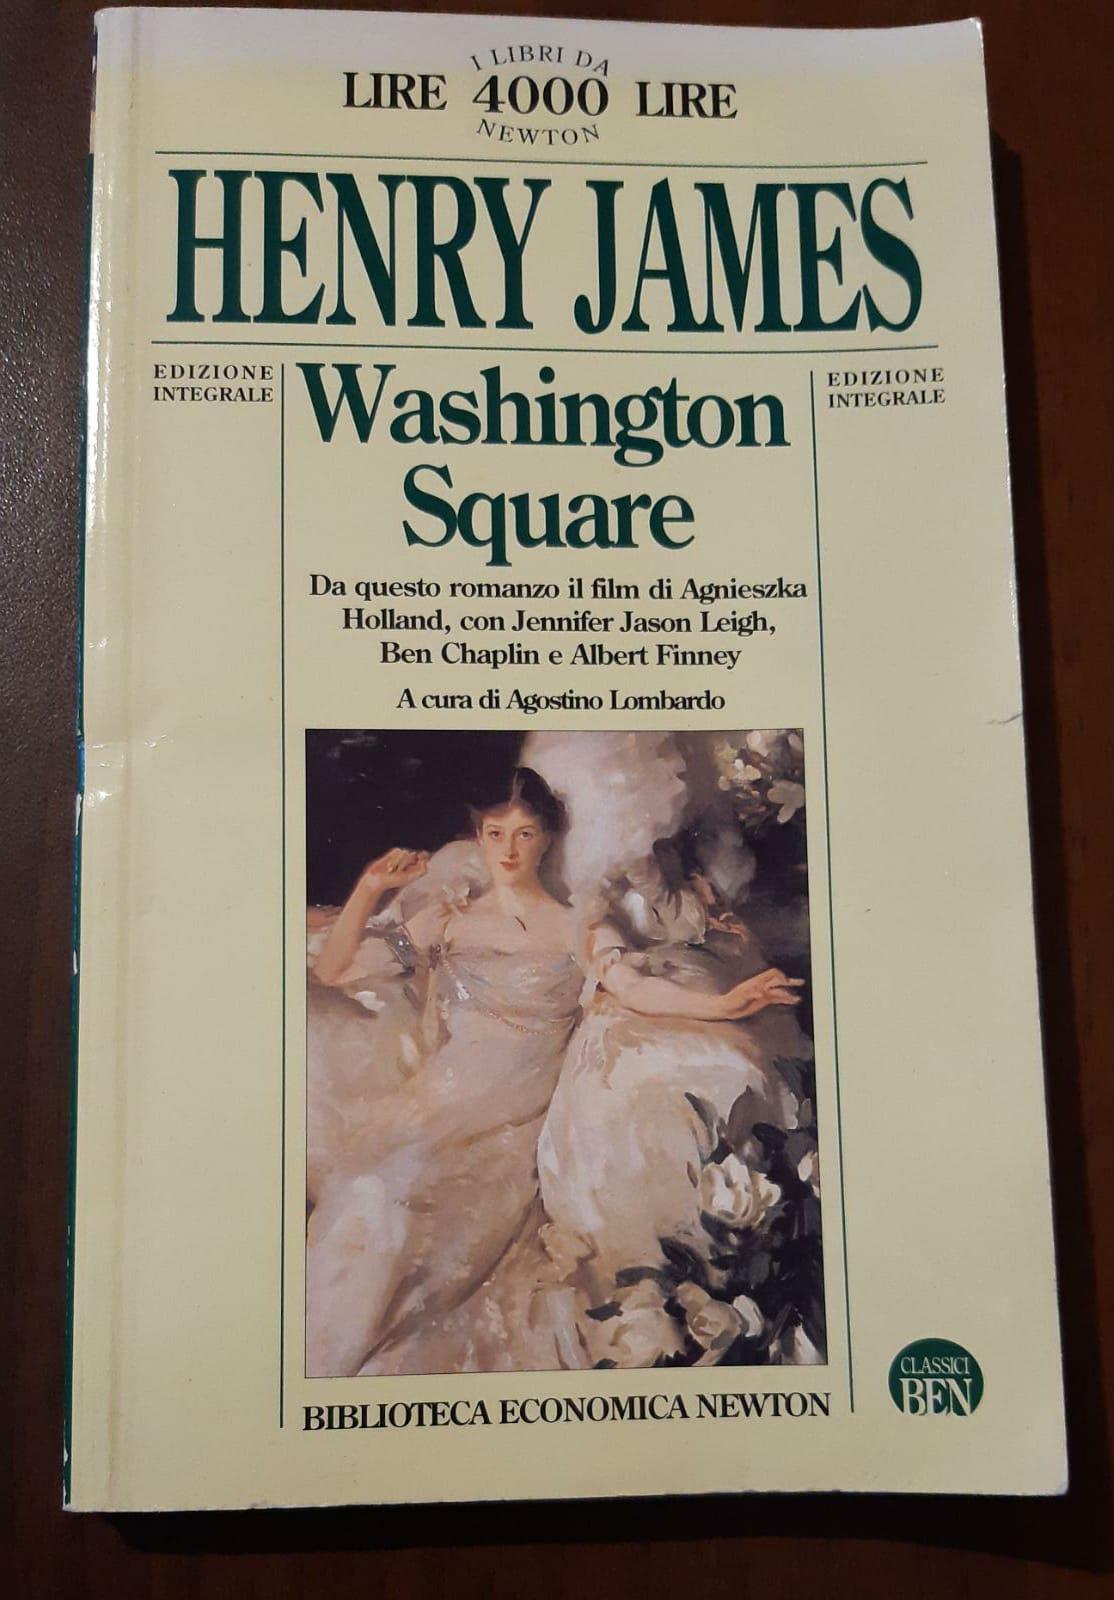 I LIBRI DA
LIRE 4000 LIRE
NEWTON
HENRY JAMES
EDIZIONE
INTEGRALE
Washington
Square
EDIZIONE
INTEGRALE
Da questo romanzo il film di Agnieszka
Holland, con Jennifer Jason Leigh,
Ben Chaplin e Albert Finney
A cura di Agostino Lombardo
CLASSICI
BEN
BIBLIOTECA ECONOMICA NEWTON